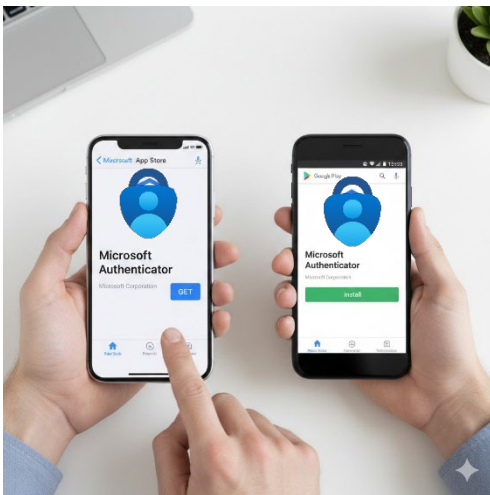 Microsoft App Store
Microsoft
Authenticator
Microsoft Corporation
GET
Google Play
Microsoft
Authenticator
Microsoft Corporation
Install